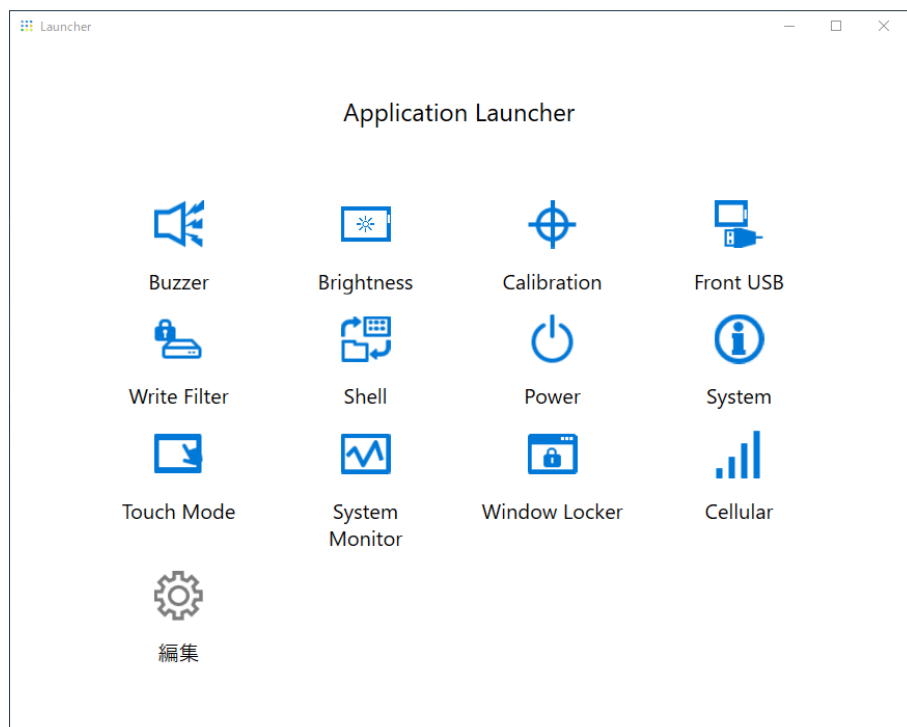 Launcher
Application Launcher
Buzzer
Brightness
Calibration
Front USB
Write Filter
Shell
Power
System
Touch Mode
System
Monitor
Window Locker
Cellular
編集